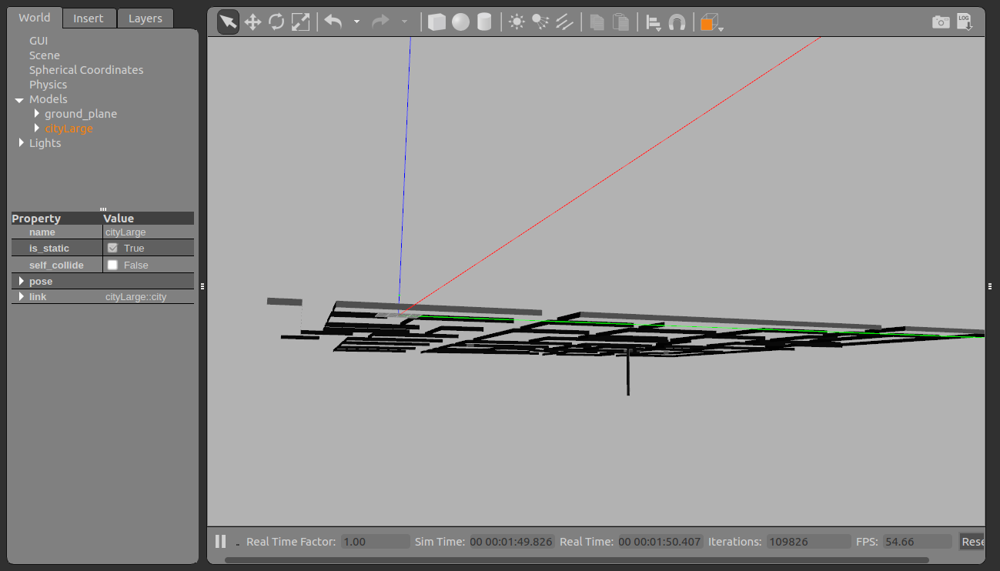 World Insert Layers
LOG
GUI
Scene
Spherical Coordinates
Physics
Models
ground_plane
cityLarge
Lights
Property Value
name cityLarge
is_static True
self_collide False
pose
link cityLarge::city
Real Time Factor: 1.00 Sim Time: 00 00:01:49.826 Real Time: 00 00:01:50.407 Iterations: 109826 FPS: 54.66 Rese